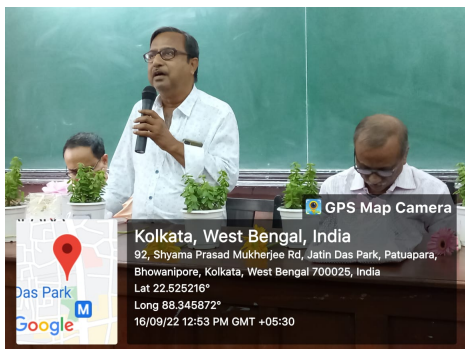 GPS Map Camera
Kolkata, West Bengal, India
92, Shyama Prasad Mukherjee Rd, Jatin Das Park, Patuapara,
Bhowanipore, Kolkata, West Bengal 700025, India
Lat 22.525216°
Long 88.345872°
16/09/22 12:53 PM GMT +05:30
Das Park
M
Google